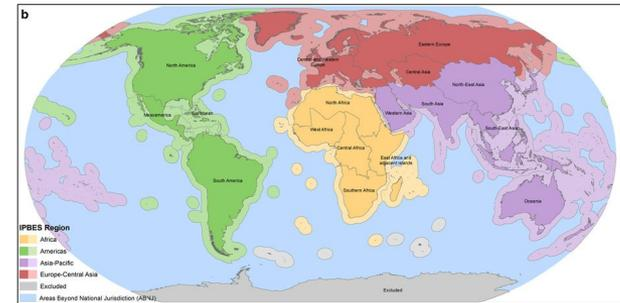 b
North America
Mesoamerica
Caribbean
South America
Central and Western
Europe
Eastern Europe
Central Asia
North-East Asia
North Africa
Western Asia
South Asia
West Africa
South-East Asia
Central Africa
East Africa and
adjacent islands
Southern Africa
Oceania
Excluded
IPBES Region
Africa
Americas
Asia-Pacific
Europe-Central Asia
Excluded
Areas Beyond National Jurisdiction (ABNJ)